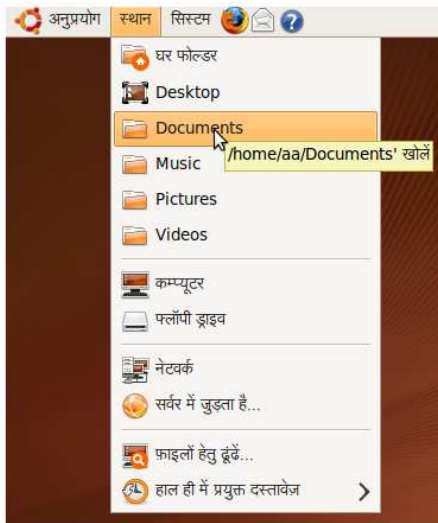 अनुप्रयोग स्थान सिस्टम
घर फोल्डर
Desktop
Documents
/home/aa/Documents' खोलें
Music
Pictures
Videos
कम्प्यूटर
फ्लॉपी ड्राइव
नेटवर्क
सर्वर में जुड़ता है...
फ़ाइलों हेतु ढूंढें...
हाल ही में प्रयुक्त दस्तावेज़